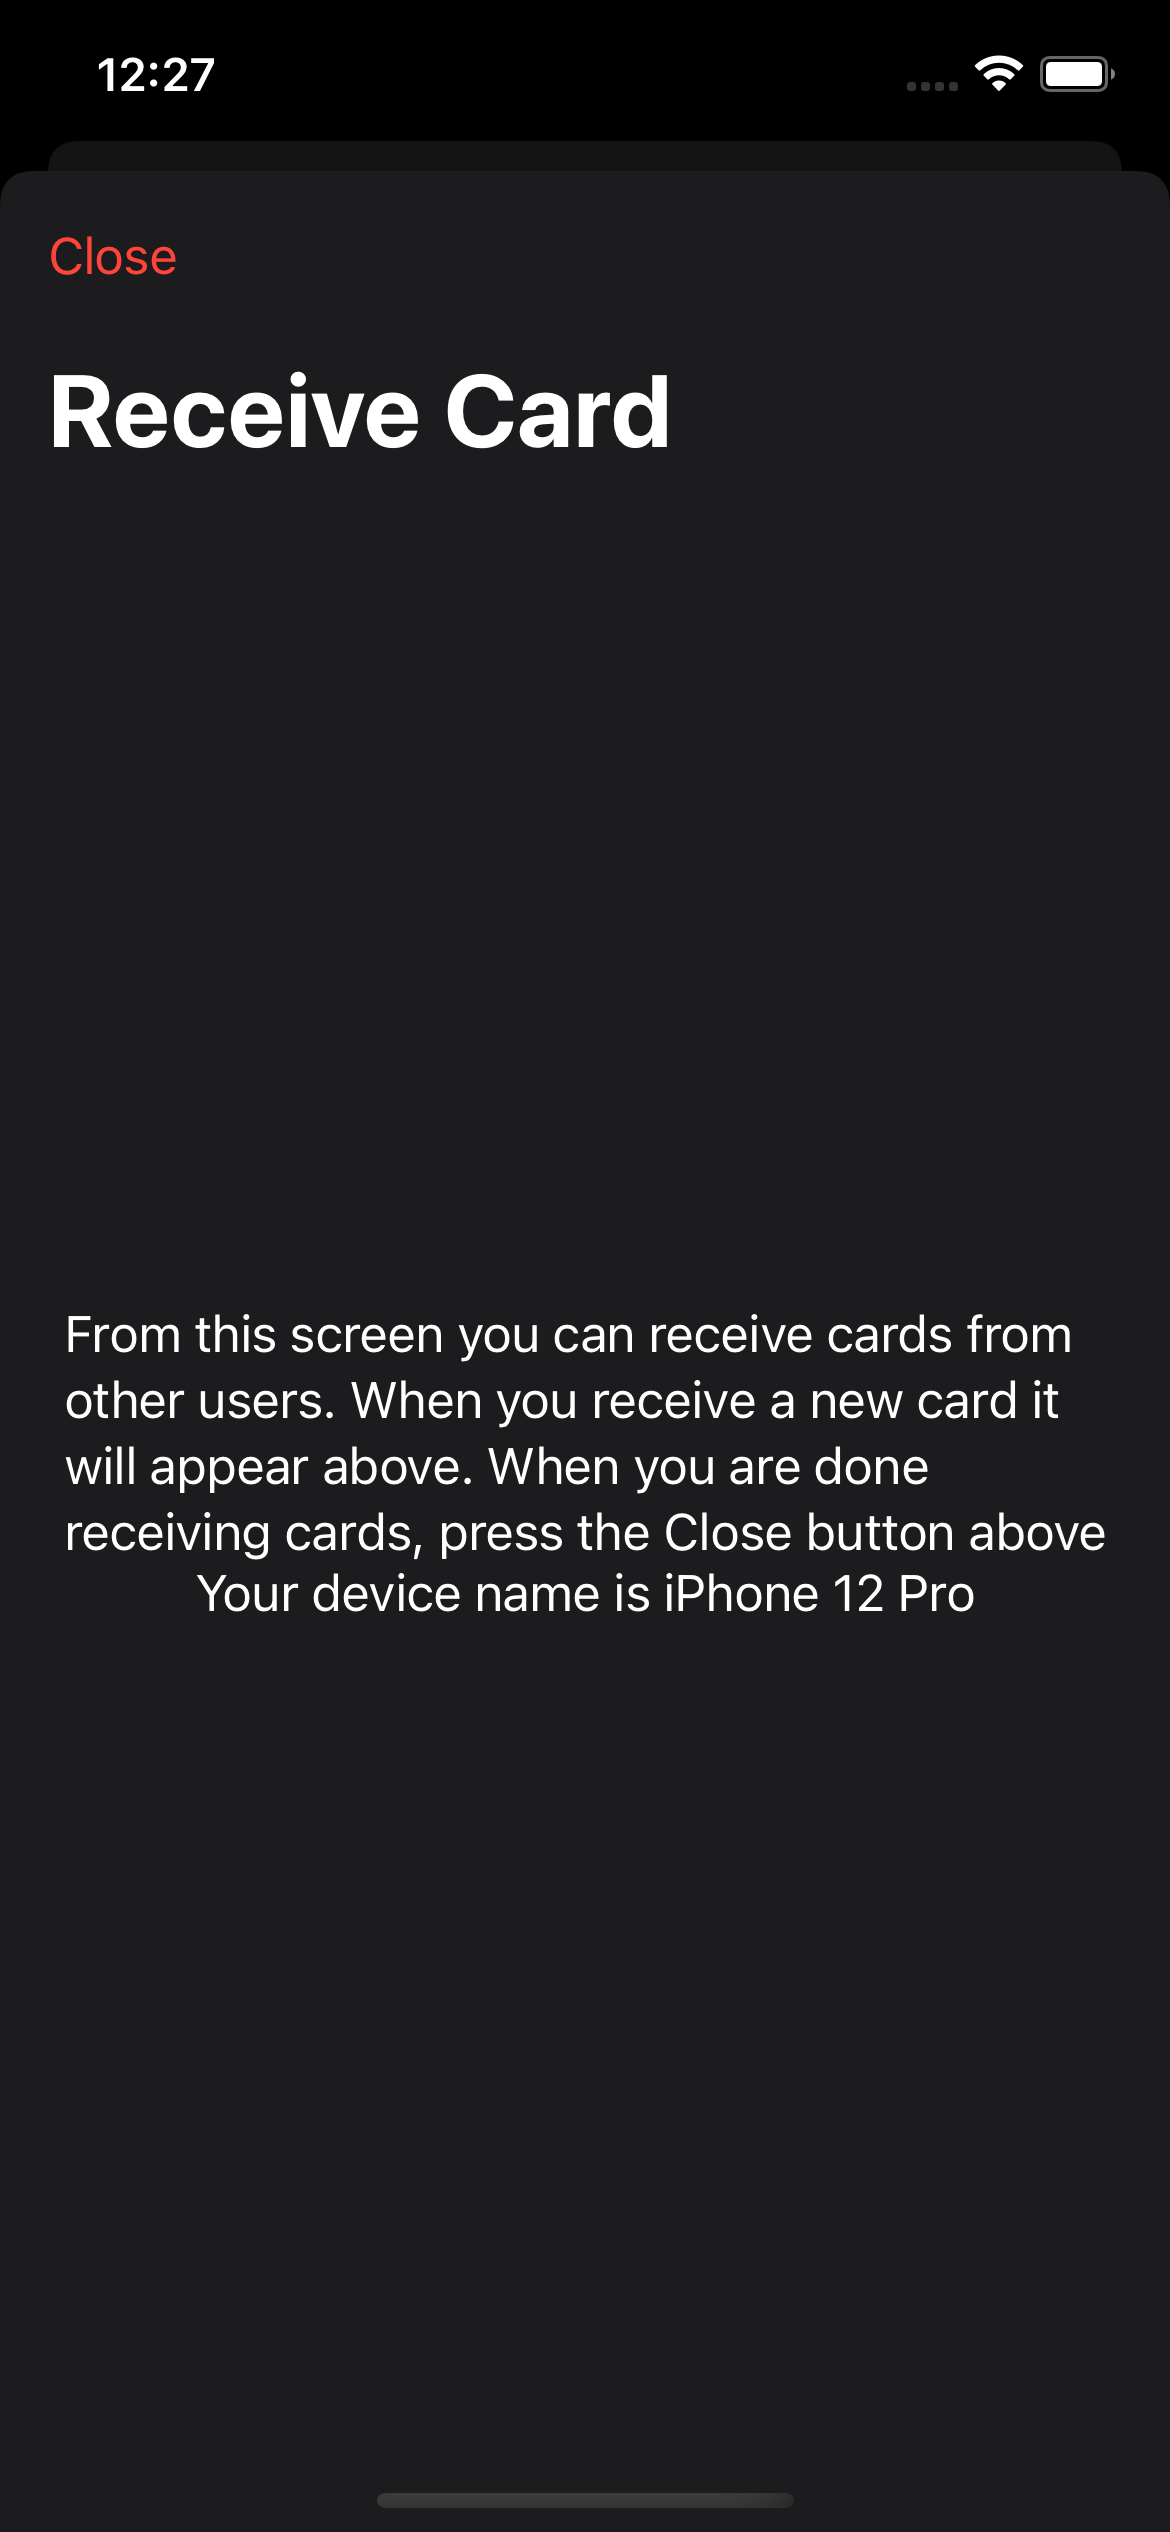 12:27
Close
Receive Card
From this screen you can receive cards from
other users. When you receive a new card it
will appear above. When you are done
receiving cards, press the Close button above
Your device name is iPhone 12 Pro